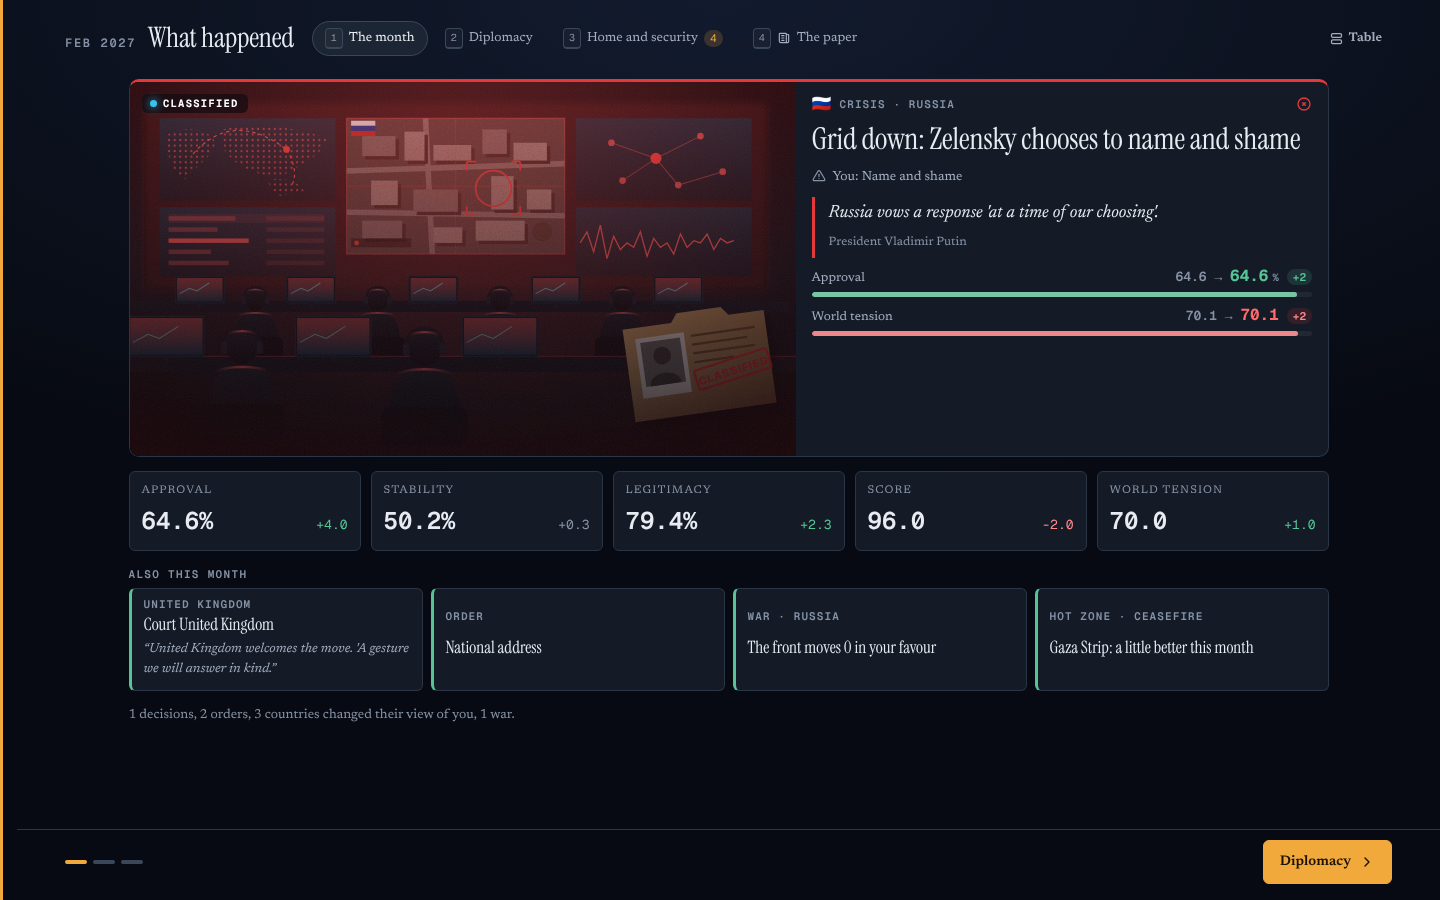 FEB 2027 What happened 1 The month 2 Diplomacy 3 Home and security 4 4 The paper Table
CLASSIFIED
CRISIS · RUSSIA
Grid down: Zelensky chooses to name and shame
You: Name and shame
Russia vows a response 'at a time of our choosing'.
President Vladimir Putin
Approval 64.6 → 64.6 % +2
World tension 70.1 → 70.1 +2
CLASSIFIED
APPROVAL
64.6% +4.0
STABILITY
50.2% +0.3
LEGITIMACY
79.4% +2.3
SCORE
96.0 -2.0
WORLD TENSION
70.0 +1.0
ALSO THIS MONTH
UNITED KINGDOM
Court United Kingdom
“United Kingdom welcomes the move. 'A gesture
we will answer in kind.”
ORDER
National address
WAR · RUSSIA
The front moves 0 in your favour
HOT ZONE · CEASEFIRE
Gaza Strip: a little better this month
1 decisions, 2 orders, 3 countries changed their view of you, 1 war.
Diplomacy